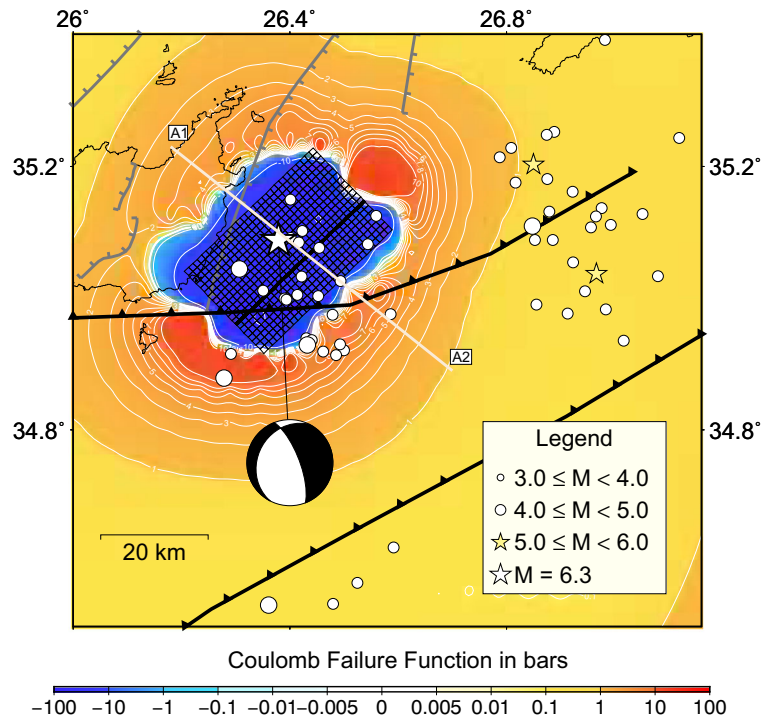 26˚ 26.4˚ 26.8˚
A1
35.2˚ 35.2˚
A2
34.8˚ 34.8˚
Legend
3.0 ≤ M < 4.0
4.0 ≤ M < 5.0
5.0 ≤ M < 6.0
M = 6.3
20 km
Coulomb Failure Function in bars
−100 −10 −1 −0.1 −0.01 −0.005 0 0.005 0.01 0.1 1 10 100